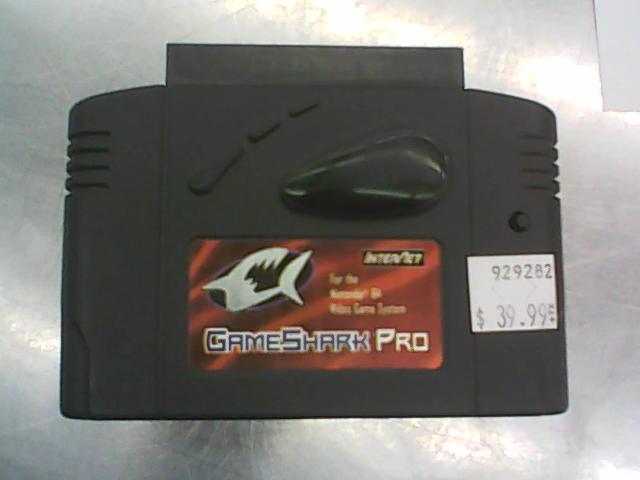 InterAct
For the
Nintendo 64
Video Game System
GameShark Pro
929282
$ 39.99